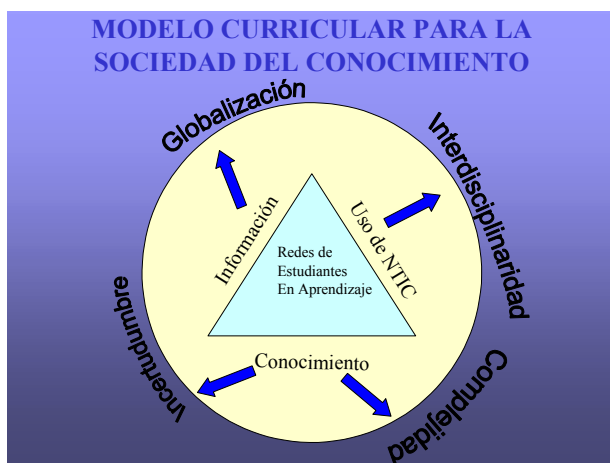 MODELO CURRICULAR PARA LA
SOCIEDAD DEL CONOCIMIENTO
Globalización
Interdisciplinaridad
Información
Uso de NTIC
Redes de
Estudiantes
En Aprendizaje
Conocimiento
Incertudumbre
Complejidad